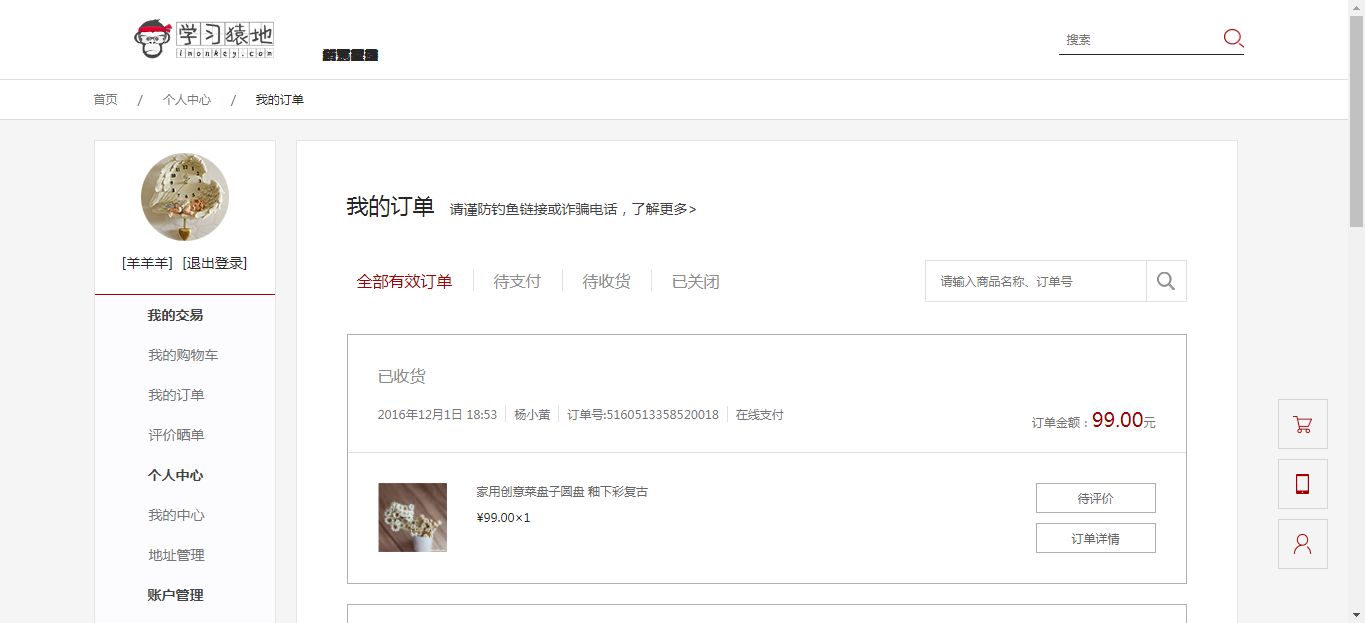 学习猿地
lmonkey.com
搜索
首页 / 个人中心 / 我的订单
[羊羊羊] [退出登录]
我的交易
我的购物车
我的订单
评价晒单
个人中心
我的中心
地址管理
账户管理
我的订单 请谨防钓鱼链接或诈骗电话，了解更多>
全部有效订单 待支付 待收货 已关闭
请输入商品名称、订单号
已收货
2016年12月1日 18:53 杨小黄 订单号:5160513358520018 在线支付
订单金额：99.00元
家用创意菜盘子圆盘 釉下彩复古
¥99.00×1
待评价
订单详情